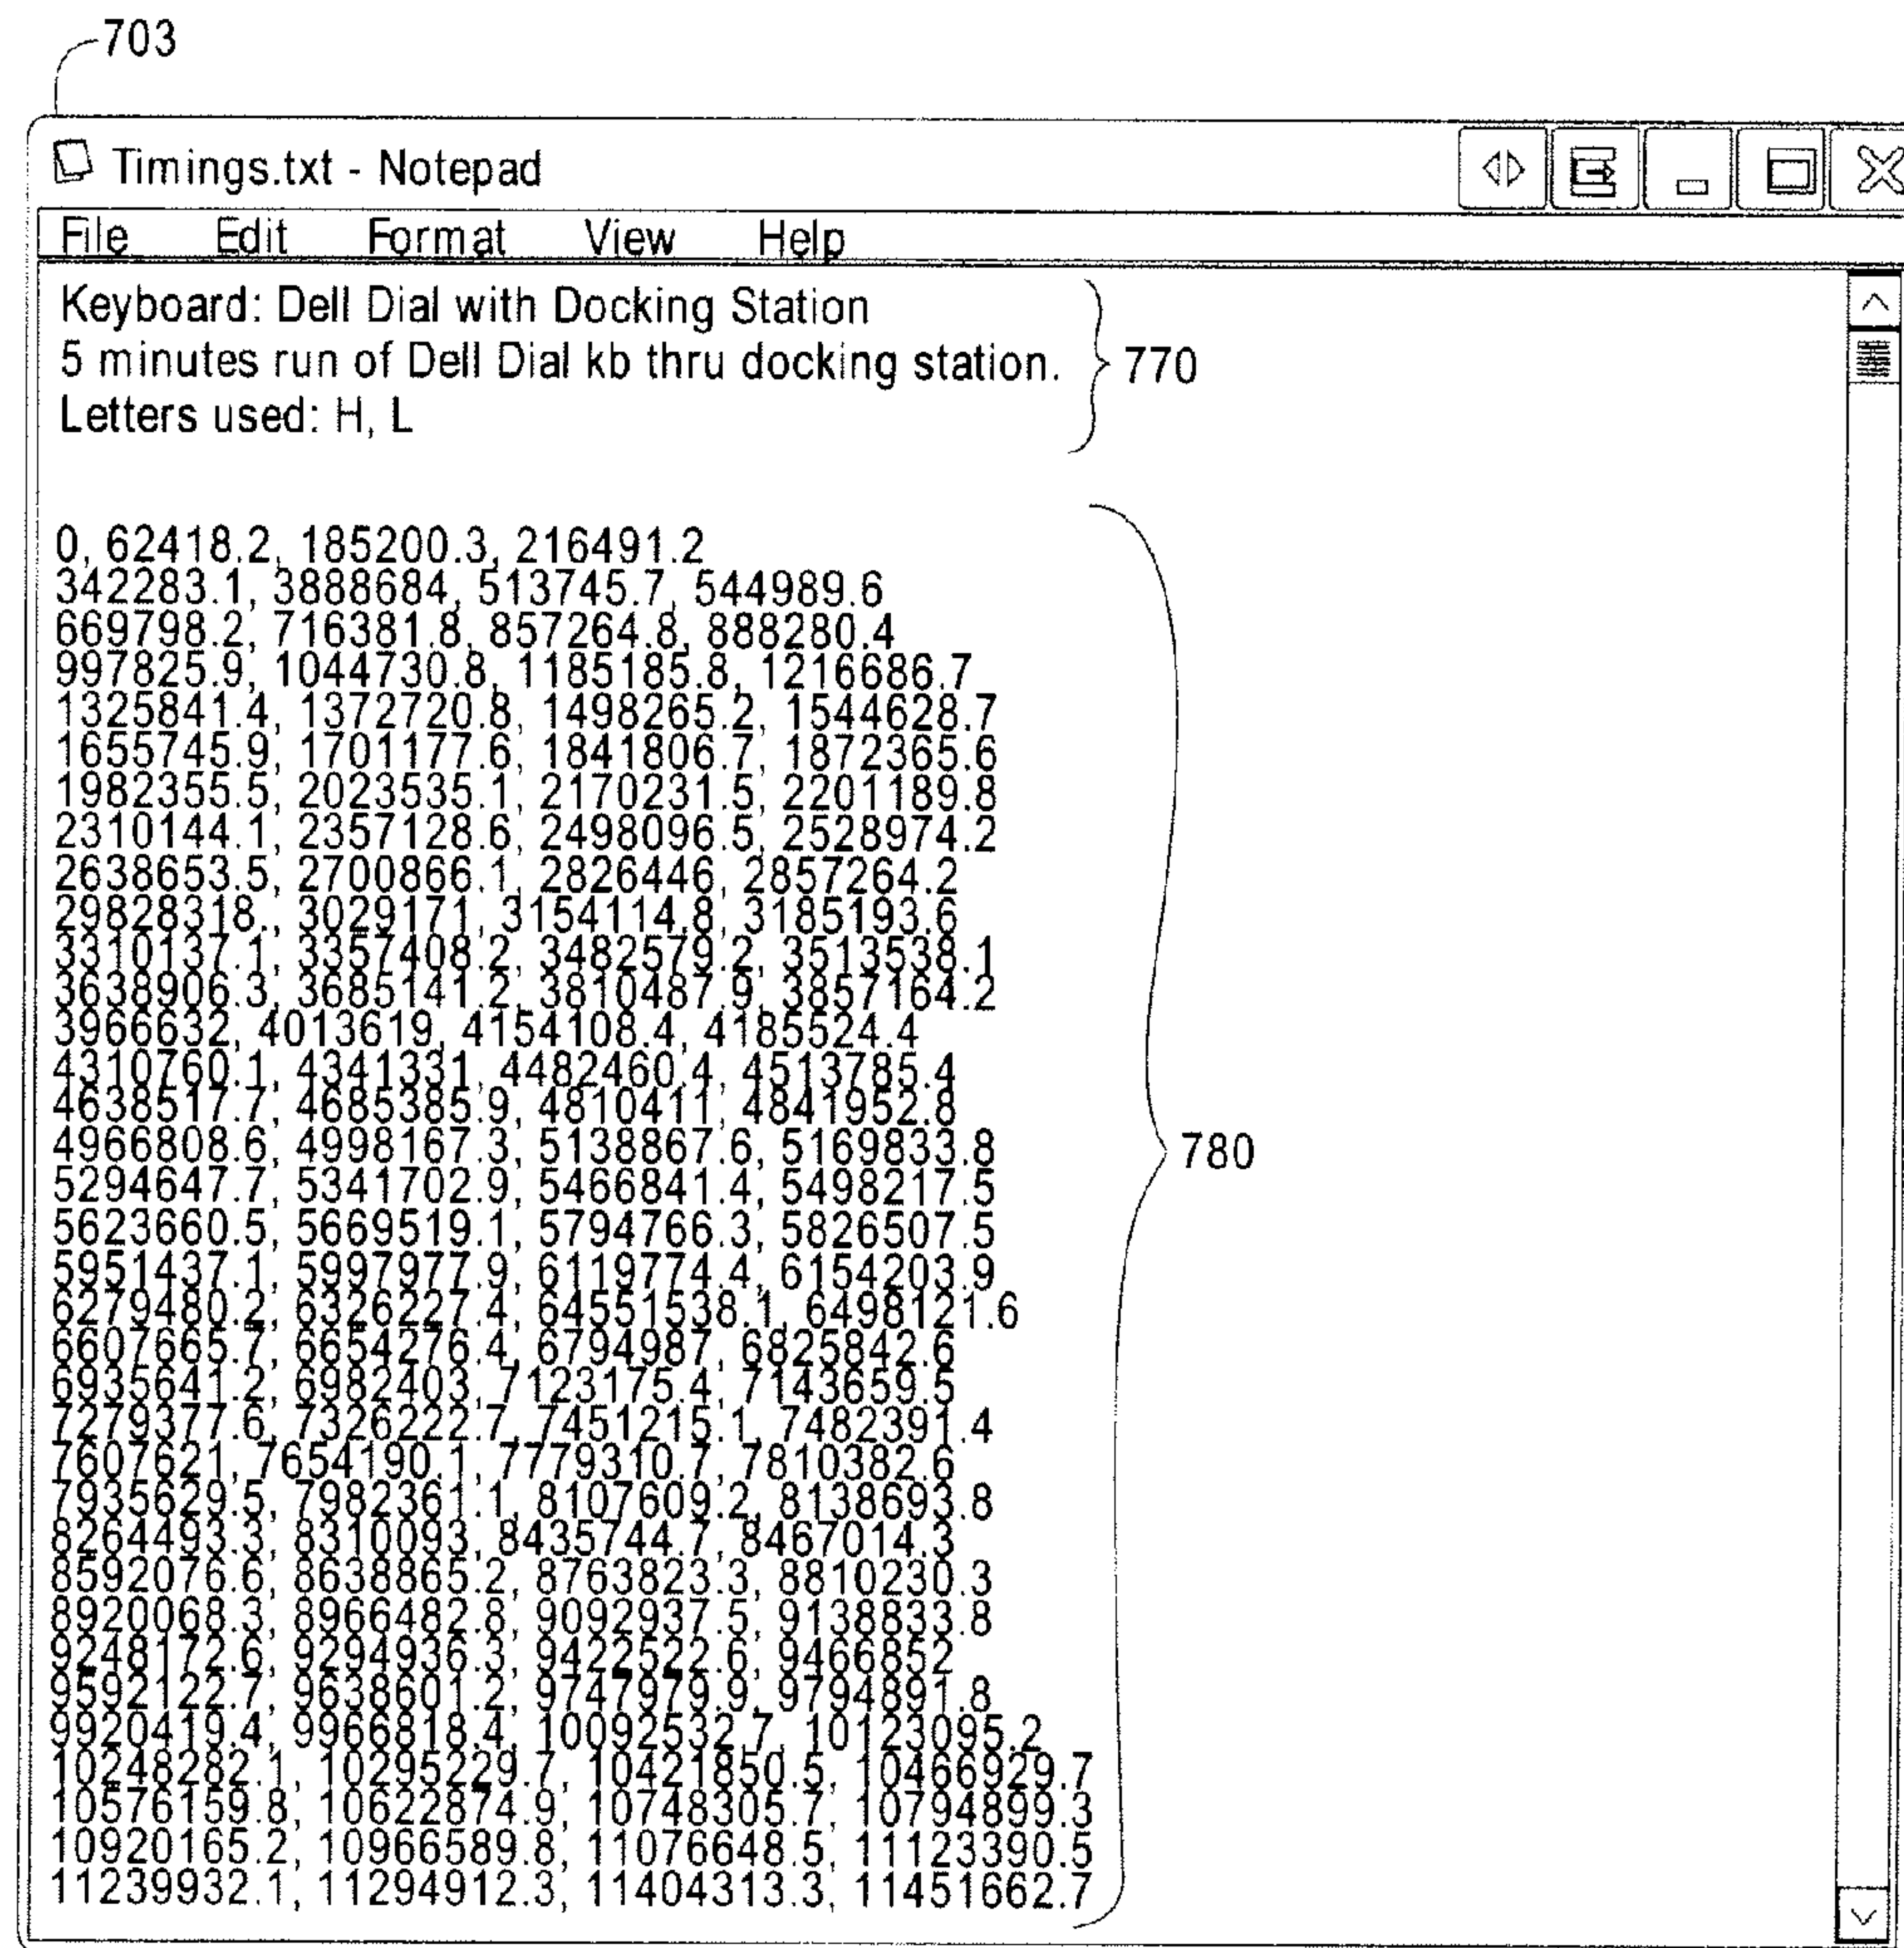 703
Timings.txt - Notepad
File Edit Format View Help
Keyboard: Dell Dial with Docking Station
5 minutes run of Dell Dial kb thru docking station.
Letters used: H, L
770
0, 62418.2, 185200.3, 216491.2
342283.1, 3888684, 513745.7, 544989.6
669798.2, 716381.8, 857264.8, 888280.4
997825.9, 1044730.8, 1185185.8, 1216686.7
1325841.4, 1372720.8, 1498265.2, 1544628.7
1655745.9, 1701177.6, 1841806.7, 1872365.6
1982355.5, 2023535.1, 2170231.5, 2201189.8
2310144.1, 2357128.6, 2498096.5, 2528974.2
2638653.5, 2700866.1, 2826446, 2857264.2
29828318., 3029171, 3154114.8, 3185193.6
3310137.1, 3357408.2, 3482579.2, 3513538.1
3638906.3, 3685141.2, 3810487.9, 3857164.2
3966632, 4013619, 4154108.4, 4185524.4
4310760.1, 4341331, 4482460.4, 4513785.4
4638517.7, 4685385.9, 4810411, 4841952.8
4966808.6, 4998167.3, 5138867.6, 5169833.8
5294647.7, 5341702.9, 5466841.4, 5498217.5
5623660.5, 5669519.1, 5794766.3, 5826507.5
5951437.1, 5997977.9, 6119774.4, 6154203.9
6279480.2, 6326227.4, 64551538.1, 6498121.6
6607665.7, 6654276.4, 6794987, 6825842.6
6935641.2, 6982403, 7123175.4, 7143659.5
7279377.6, 7326222.7, 7451215.1, 7482391.4
7607621, 7654190.1, 7779310.7, 7810382.6
7935629.5, 7982361.1, 8107609.2, 8138693.8
8264493.3, 8310093, 8435744.7, 8467014.3
8592076.6, 8638865.2, 8763823.3, 8810230.3
8920068.3, 8966482.8, 9092937.5, 9138833.8
9248172.6, 9294936.3, 9422522.6, 9466852
9592122.7, 9638601.2, 9747979.9, 9794891.8
9920419.4, 9966818.4, 10092532.7, 10123095.2
10248282.1, 10295229.7, 10421850.5, 10466929.7
10576159.8, 10622874.9, 10748305.7, 10794899.3
10920165.2, 10966589.8, 11076648.5, 11123390.5
11239932.1, 11294912.3, 11404313.3, 11451662.7
780